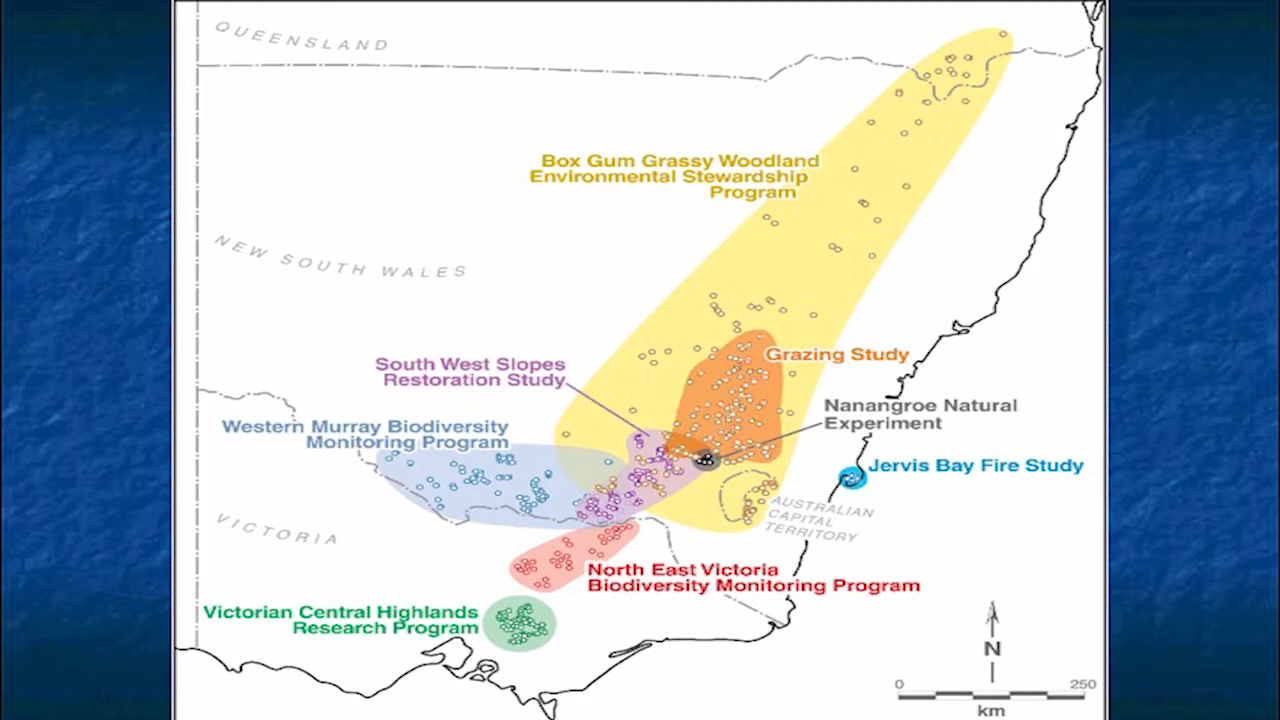 QUEENSLAND
Box Gum Grassy Woodland
Environmental Stewardship
Program
NEW SOUTH WALES
Grazing Study
South West Slopes
Restoration Study
Nanangroe Natural
Experiment
Western Murray Biodiversity
Monitoring Program
Jervis Bay Fire Study
AUSTRALIAN
CAPITAL
TERRITORY
VICTORIA
North East Victoria
Biodiversity Monitoring Program
Victorian Central Highlands
Research Program
N
0 250
km